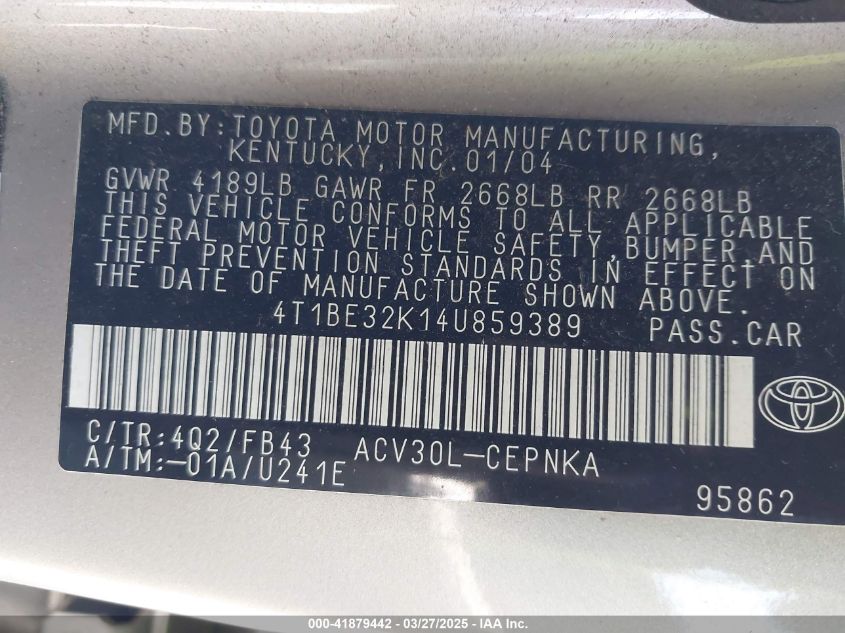 MFD. BY: TOYOTA MOTOR MANUFACTURING,
KENTUCKY, INC. 01/04
GVWR 4189LB GAWR FR 2668LB RR 2668LB
THIS VEHICLE CONFORMS TO ALL APPLICABLE
FEDERAL MOTOR VEHICLE SAFETY, BUMPER, AND
THEFT PREVENTION STANDARDS IN EFFECT ON
THE DATE OF MANUFACTURE SHOWN ABOVE.
4T1BE32K14U859389 PASS. CAR
C/TR: 4Q2/FB43 ACV30L-CEPNKA
A/TM: -01A/U241E
95862
000-41879442 - 03/27/2025 - IAA Inc.